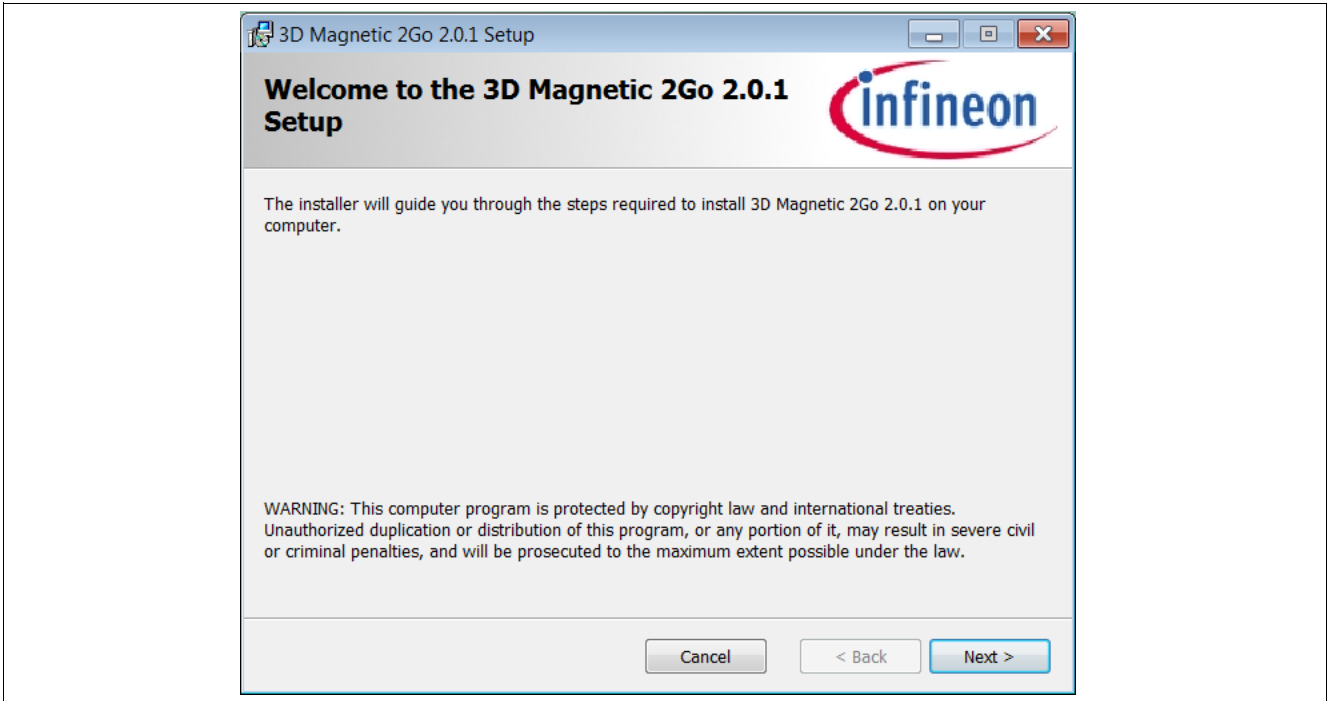 3D Magnetic 2Go 2.0.1 Setup
Welcome to the 3D Magnetic 2Go 2.0.1
Setup
infineon
The installer will guide you through the steps required to install 3D Magnetic 2Go 2.0.1 on your
computer.
WARNING: This computer program is protected by copyright law and international treaties.
Unauthorized duplication or distribution of this program, or any portion of it, may result in severe civil
or criminal penalties, and will be prosecuted to the maximum extent possible under the law.
Cancel
< Back
Next >